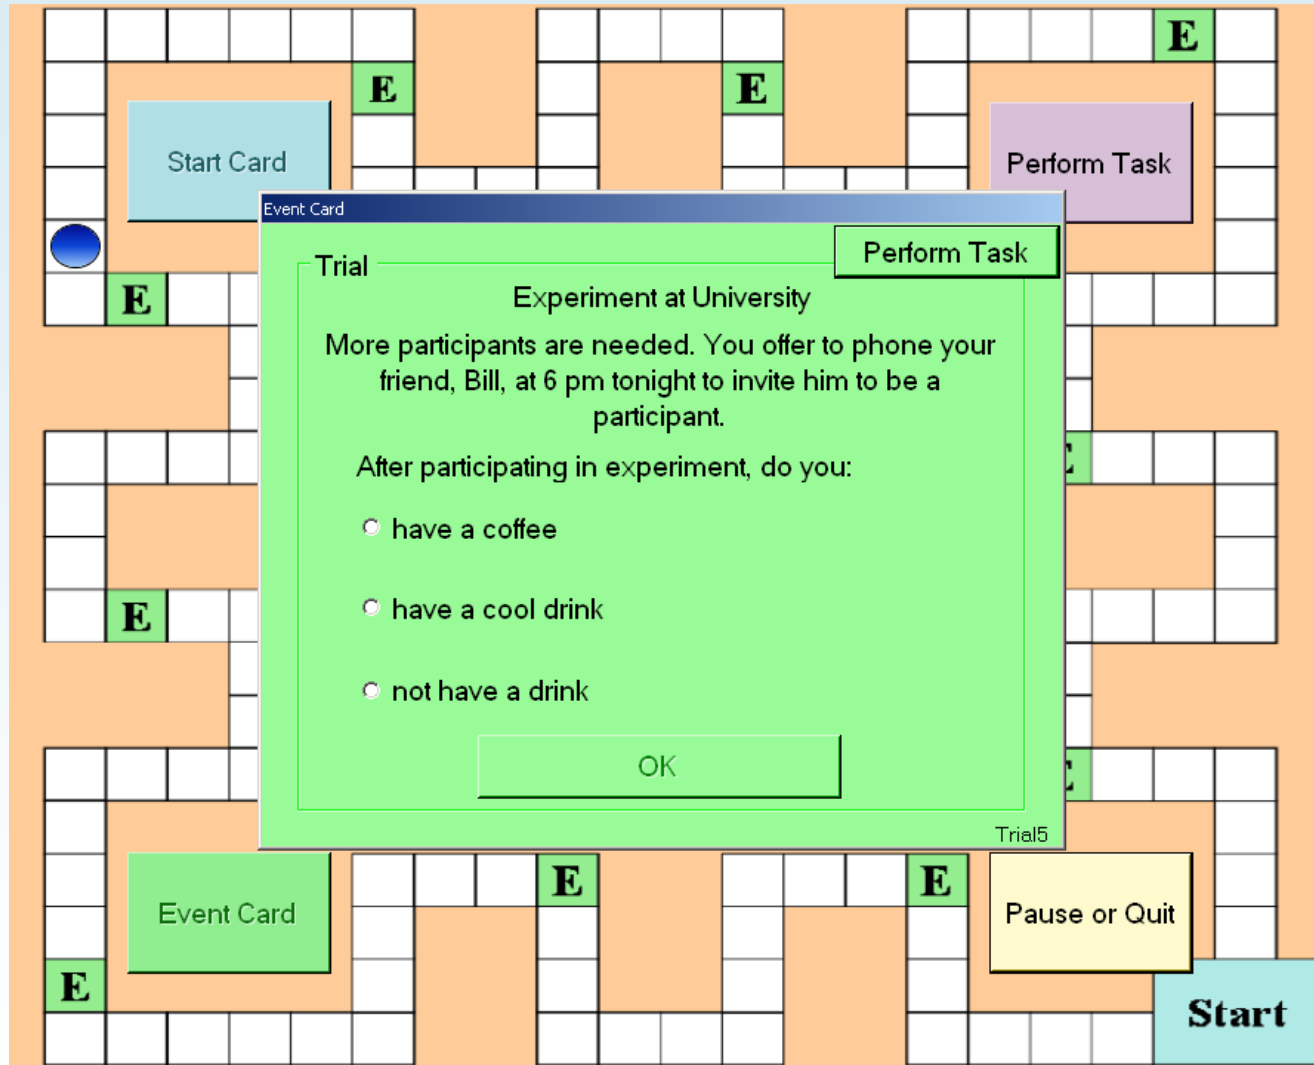 E
E
E
Start Card
Perform Task
Event Card
Perform Task
Trial
Experiment at University
E
More participants are needed. You offer to phone your
friend, Bill, at 6 pm tonight to invite him to be a
participant.
After participating in experiment, do you:
have a coffee
have a cool drink
E
not have a drink
OK
Trial5
E
E
Event Card
Pause or Quit
E
Start